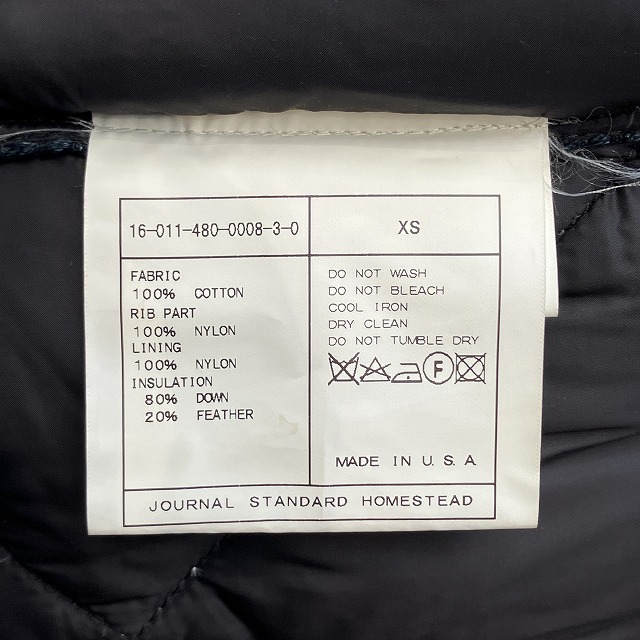 16-011-480-0008-3-0
XS
FABRIC
100% COTTON
RIB PART
100% NYLON
LINING
100% NYLON
INSULATION
80% DOWN
20% FEATHER
DO NOT WASH
DO NOT BLEACH
COOL IRON
DRY CLEAN
DO NOT TUMBLE DRY
F
MADE IN U. S. A
JOURNAL STANDARD HOMESTEAD